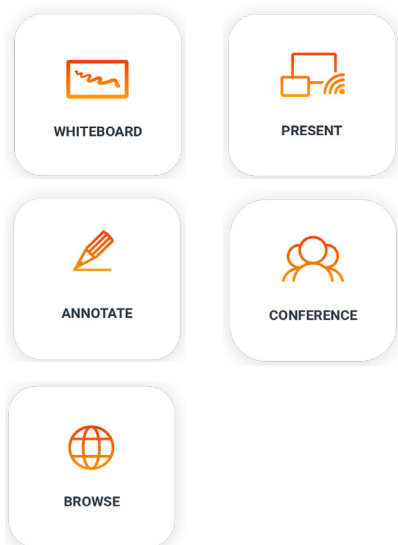 WHITEBOARD
PRESENT
ANNOTATE
CONFERENCE
BROWSE